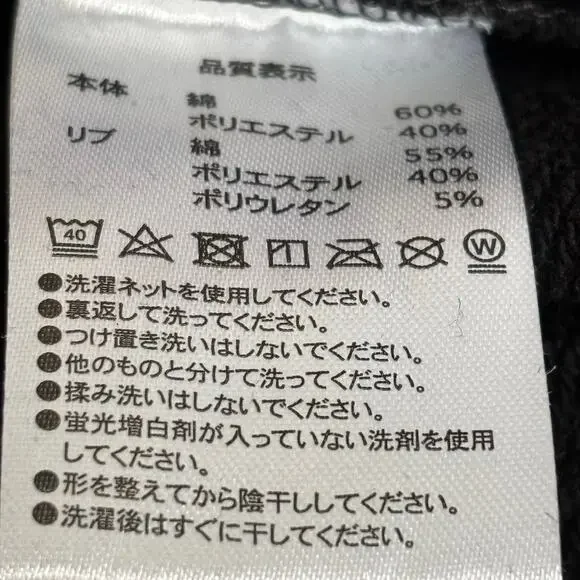 品質表示
本体 綿 60%
ポリエステル 40%
リブ 綿 55%
ポリエステル 40%
ポリウレタン 5%
40 W
●洗濯ネットを使用してください。
●裏返して洗ってください。
●つけ置き洗いはしないでください。
●他のものと分けて洗ってください。
●揉み洗いはしないでください。
●蛍光増白剤が入っていない洗剤を使用
してください。
●形を整えてから陰干ししてください。
●洗濯後はすぐに干してください。